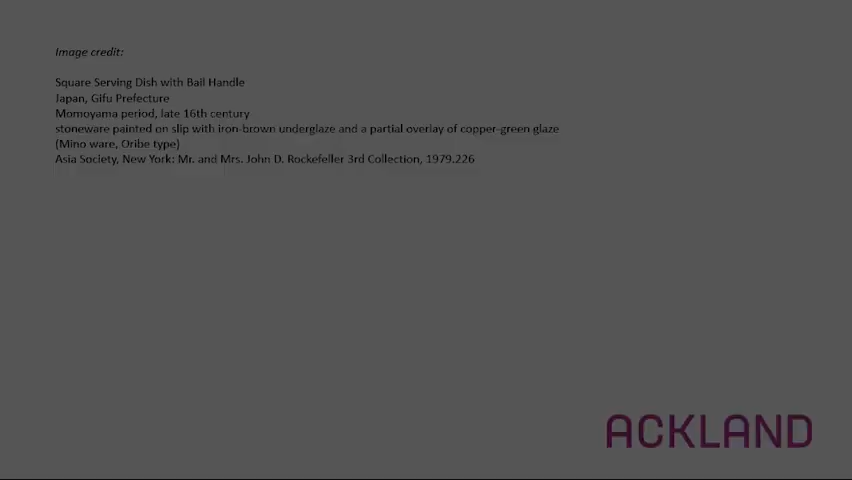 Image credit:
Square Serving Dish with Bail Handle
Japan, Gifu Prefecture
Momoyama period, late 16th century
stoneware painted on slip with iron-brown underglaze and a partial overlay of copper-green glaze
(Mino ware, Oribe type)
Asia Society, New York: Mr. and Mrs. John D. Rockefeller 3rd Collection, 1979.226
ACKLAND